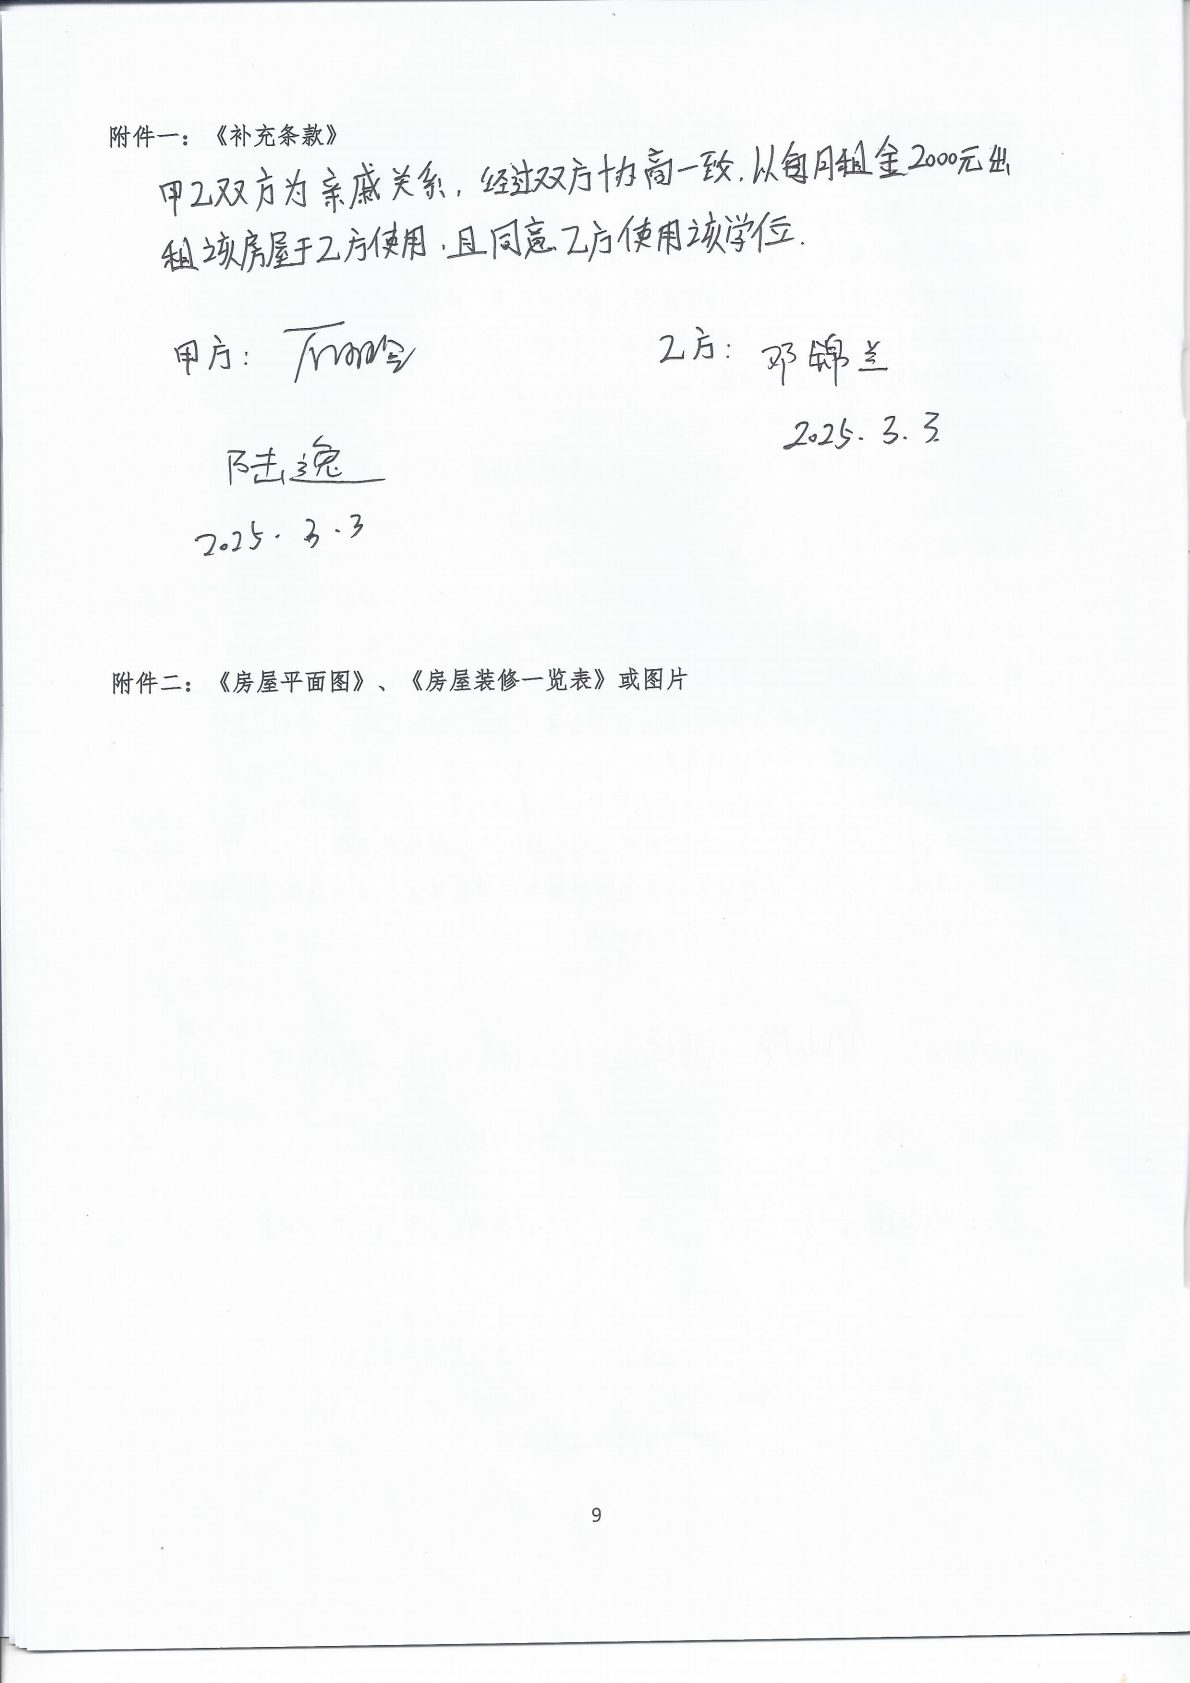 附件一：《补充条款》
甲乙双方为亲戚关系，经过双方协商一致，以每月租金2000元出
租该房屋于乙方使用，且同意乙方使用该学位.
甲方：
乙方：邓锦兰
2025.3.3
陆逸
2025.3.3
附件二：《房屋平面图》、《房屋装修一览表》或图片
9